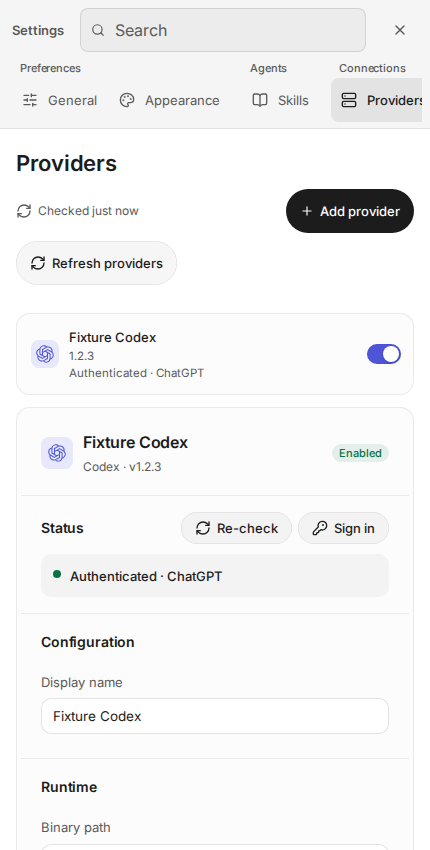 Settings
Search
Preferences
Agents
Connections
General
Appearance
Skills
Providers
Providers
Checked just now
Add provider
Refresh providers
Fixture Codex
1.2.3
Authenticated · ChatGPT
Fixture Codex
Codex · v1.2.3
Enabled
Status
Re-check
Sign in
Authenticated · ChatGPT
Configuration
Display name
Fixture Codex
Runtime
Binary path